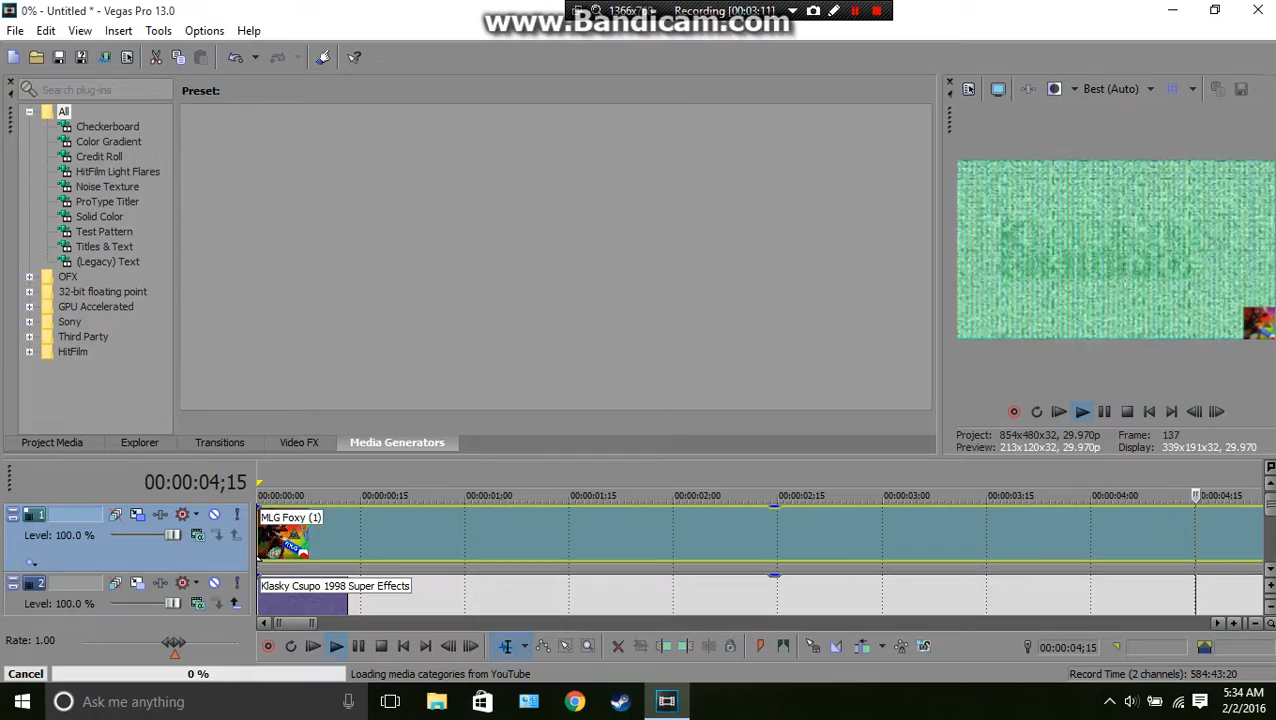 0% - Untitled * - Vegas Pro 13.0
www.Bandicam.com
Recording [00:03:11]
File Edit View Insert Tools Options Help
Search plug-ins
Preset:
Best (Auto)
All
Checkerboard
Color Gradient
Credit Roll
HitFilm Light Flares
Noise Texture
ProType Titler
Solid Color
Test Pattern
Titles & Text
(Legacy) Text
OFX
32-bit floating point
GPU Accelerated
Sony
Third Party
HitFilm
Project Media Explorer Transitions Video FX Media Generators
Project: 854x480x32, 29.970p Frame: 137
Preview: 213x120x32, 29.970p Display: 339x191x32, 29.970
00:00:04;15
00:00:00;00 00:00:00;15 00:00:01;00 00:00:01;15 00:00:02;00 00:00:02;15 00:00:03;00 00:00:03;15 00:00:04;00 00:00:04;15
1
MLG Foxy (1)
Level: 100.0 %
2
Klasky Csupo 1998 Super Effects
Level: 100.0 %
Rate: 1.00
00:00:04;15
Cancel 0 % Loading media categories from YouTube Record Time (2 channels): 584:43:20
Ask me anything
5:34 AM
2/2/2016